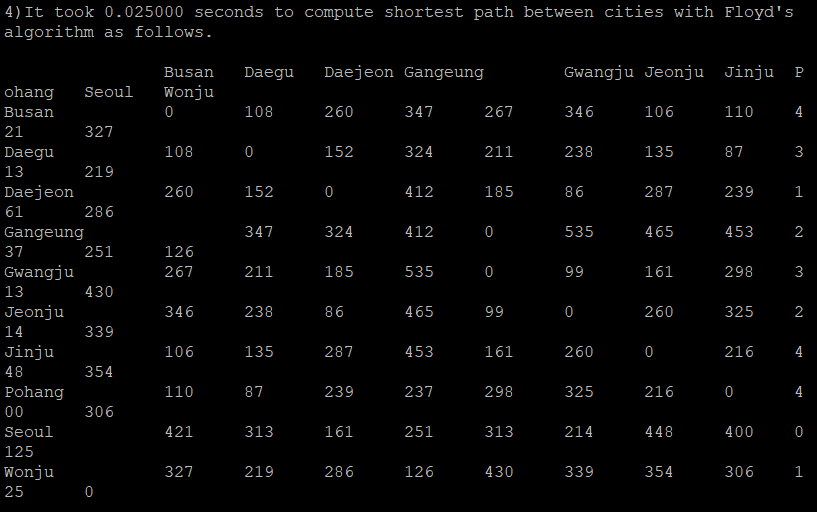 4)It took 0.025000 seconds to compute shortest path between cities with Floyd's
algorithm as follows.
Busan Daegu Daejeon Gangeung Gwangju Jeonju Jinju P
ohang Seoul Wonju
Busan 0 108 260 347 267 346 106 110 4
21 327
Daegu 108 0 152 324 211 238 135 87 3
13 219
Daejeon 260 152 0 412 185 86 287 239 1
61 286
Gangeung 347 324 412 0 535 465 453 2
37 251 126
Gwangju 267 211 185 535 0 99 161 298 3
13 430
Jeonju 346 238 86 465 99 0 260 325 2
14 339
Jinju 106 135 287 453 161 260 0 216 4
48 354
Pohang 110 87 239 237 298 325 216 0 4
00 306
Seoul 421 313 161 251 313 214 448 400 0
125
Wonju 327 219 286 126 430 339 354 306 1
25 0